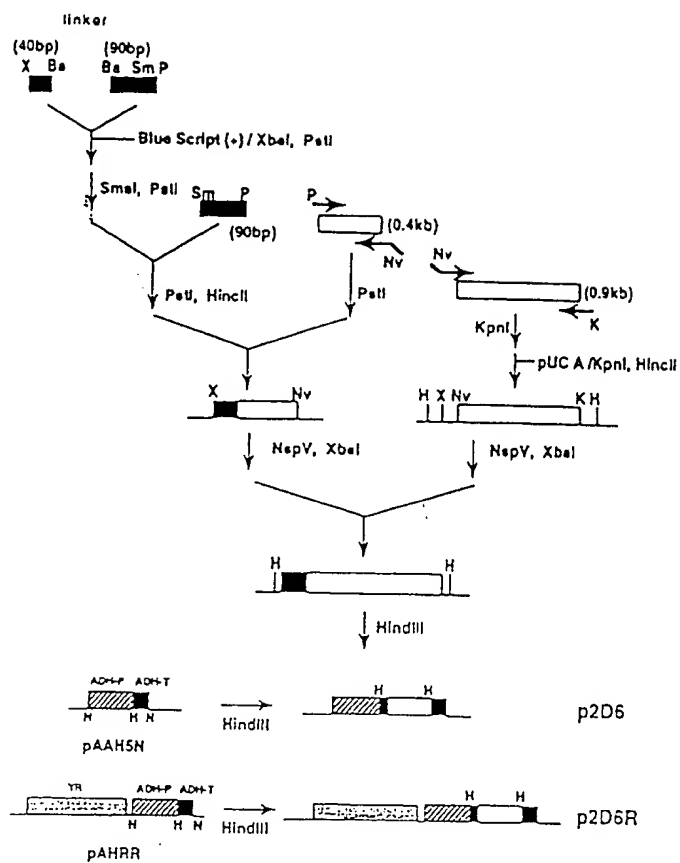 linker
(40bp) (90bp)
X Ba Ba Sm P
Blue Script (+) / XbaI, PstI
SmaI, PstI
Sm P
(90bp)
P
(0.4kb)
Nv
Nv
(0.9kb)
K
PstI, HincII
PstI
KpnI
pUC A/KpnI, HincII
X Nv
H X Nv K H
NspV, XbaI
NspV, XbaI
H H
HindIII
ADH-P ADH-T
H H N
pAAH5N
HindIII
H H
p2D6
YR ADH-P ADH-T
H H N
pAHRR
HindIII
H H
p2D6R